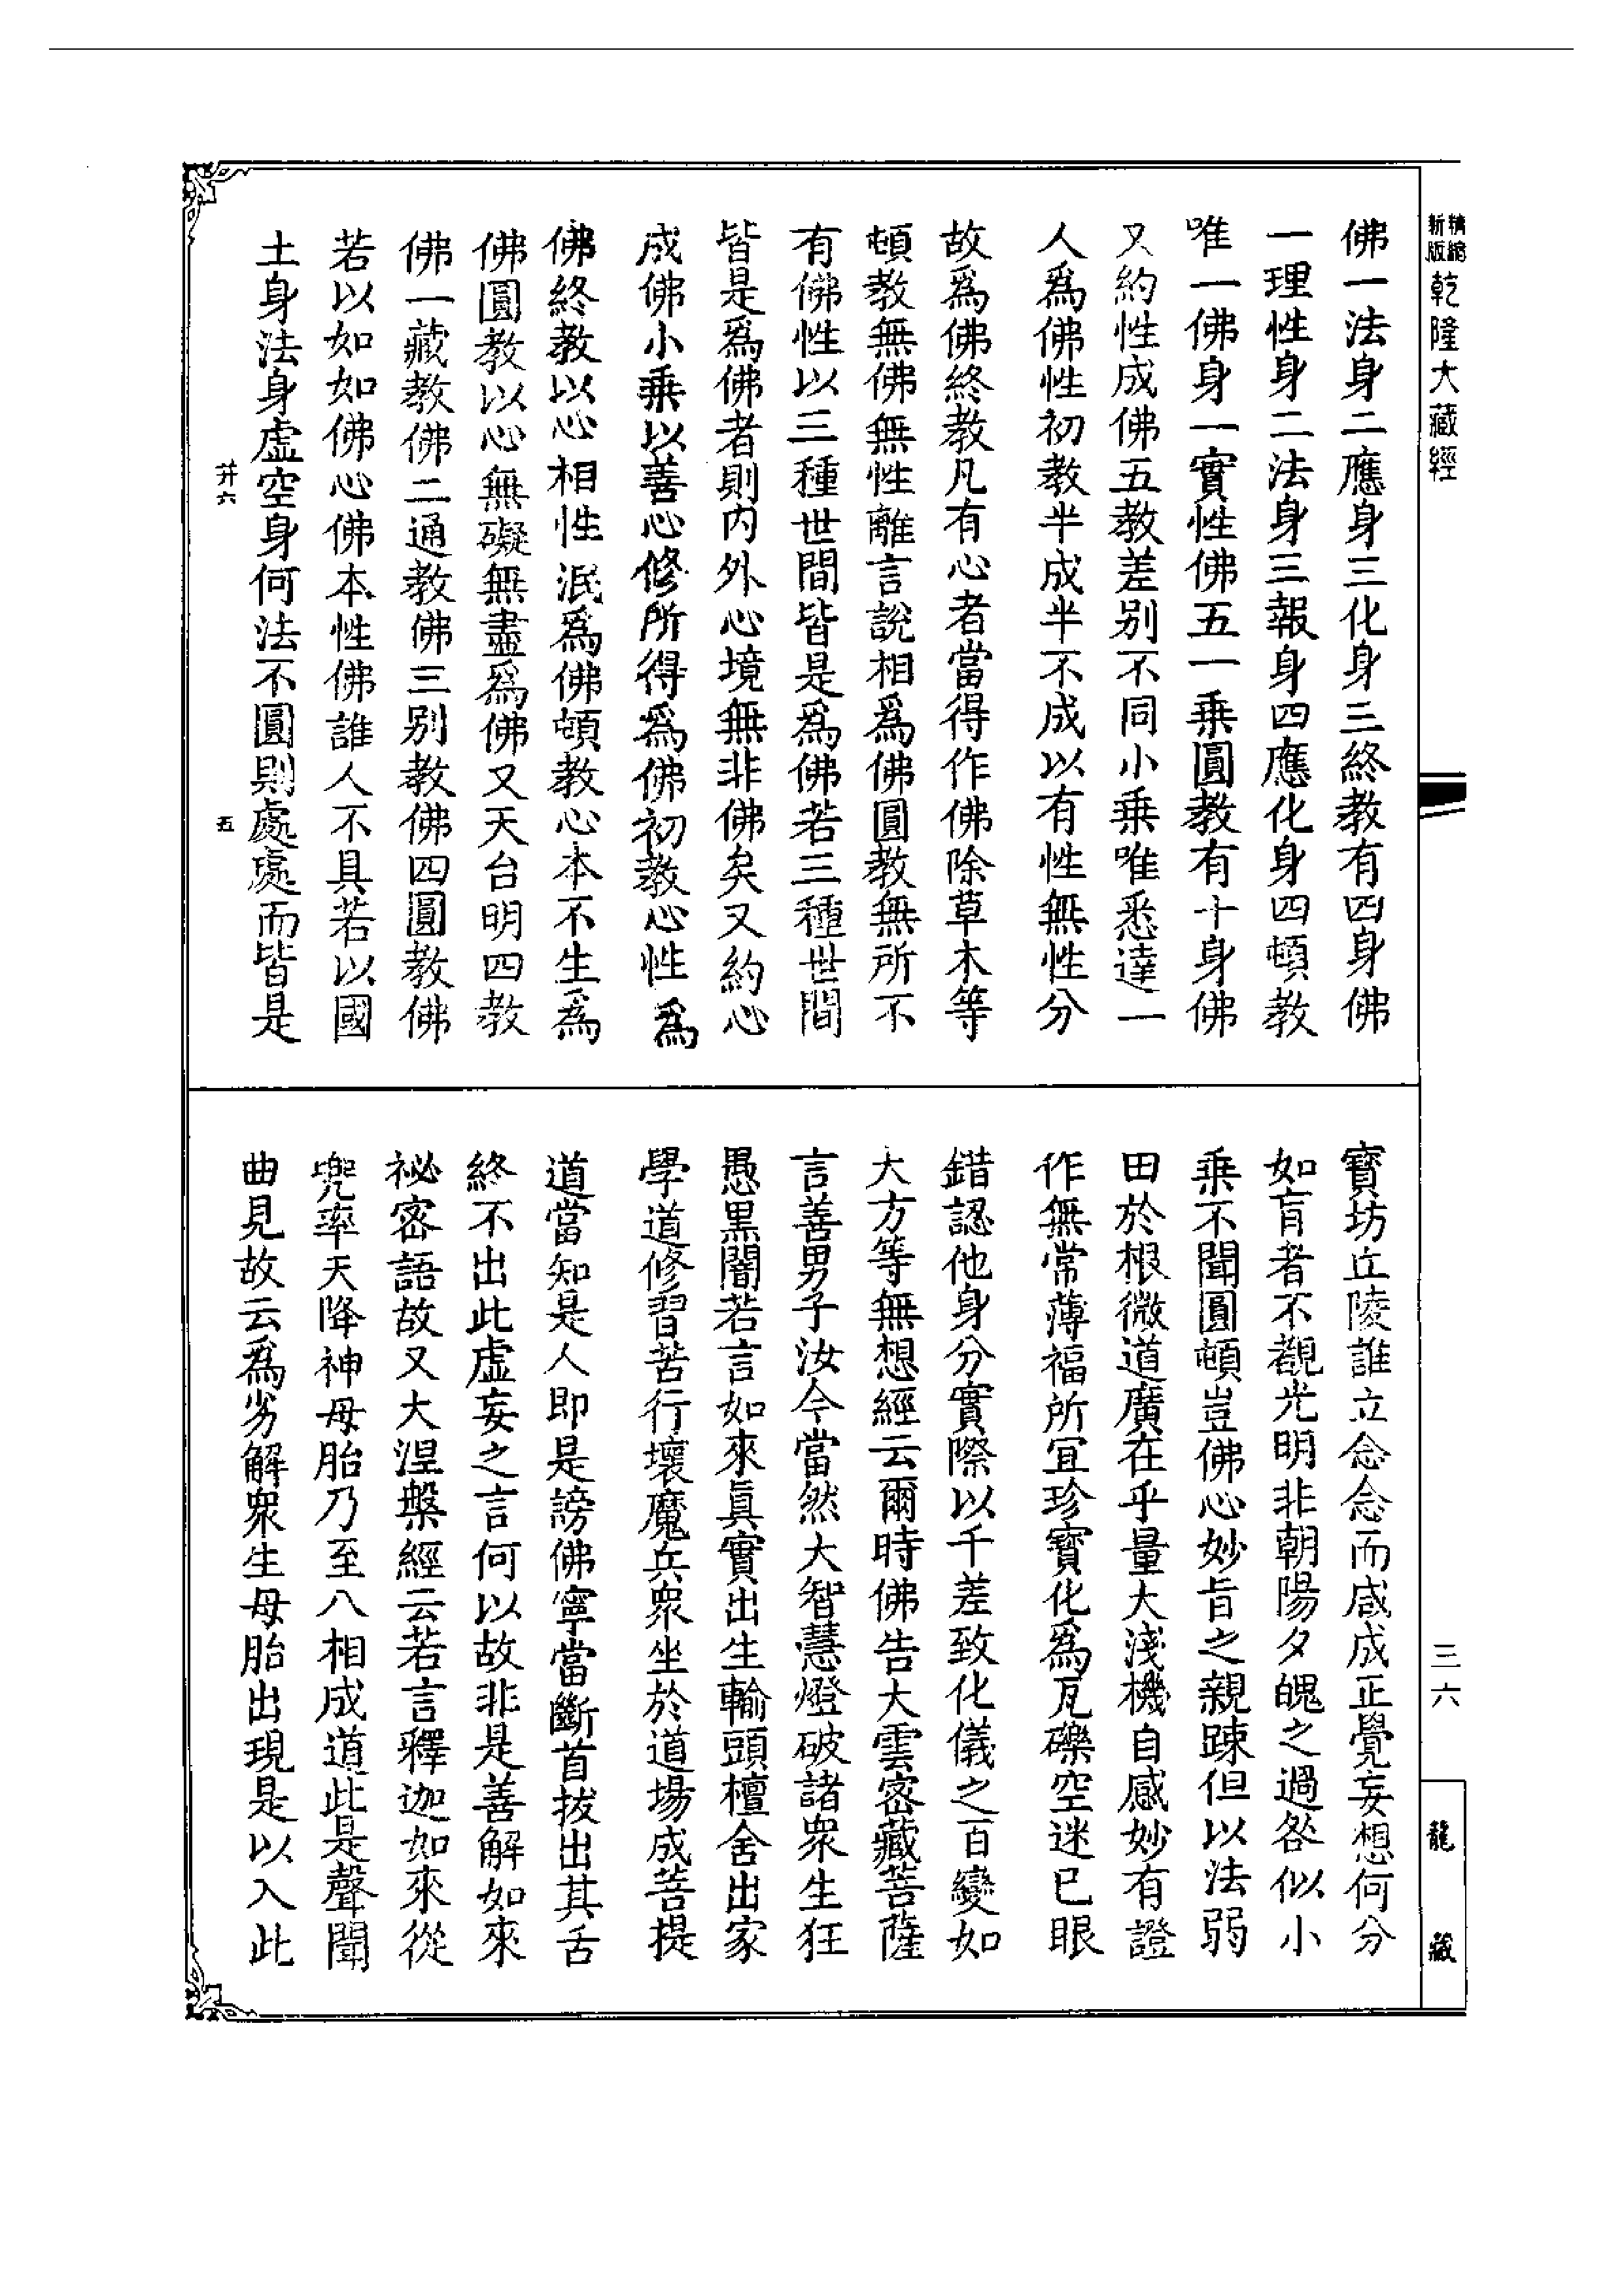 精縮新版乾隆大藏經
佛一法身二應身三化身三終教有四身佛
一理性身二法身三報身四應化身四頓教
唯一佛身一實性佛五一乘圓教有十身佛
又約性成佛五教差别不同小乘唯悉達一
人爲佛性初教半成半不成以有性無性分
故爲佛終教凡有心者當得作佛除草木等
頓教無佛無性離言說相爲佛圓教無所不
有佛性以三種世間皆是爲佛若三種世間
皆是爲佛者則内外心境無非佛矣又約心
成佛小乘以善心修所得爲佛初教心性爲
佛終教以心相性泯爲佛頓教心本不生爲
佛圓教以心無礙無盡爲佛又天台明四教
佛一藏教佛二通教佛三别教佛四圓教佛
若以如如佛心佛本性佛誰人不具若以國
土身法身虚空身何法不圓則處處而皆是
五
寶坊丘陵誰立念念而咸成正覺妄想何分
如盲者不觀光明非朝陽夕魄之過咎似小
乘不聞圓頓豈佛心妙旨之親踈但以法弱
田於根微道廣在乎量大淺機自感妙有證
作無常薄福所宜珍寶化爲瓦礫空迷已眼
錯認他身分實際以千差致化儀之百變如
大方等無想經云爾時佛告大雲密藏菩薩
言善男子汝今當然大智慧燈破諸衆生狂
愚黒闇若言如來眞實出生輸頭檀舍出家
學道修習苦行壞魔兵衆坐於道場成菩提
道當知是人即是謗佛寧當斷首拔出其舌
終不出此虚妄之言何以故非是善解如來
祕密語故又大涅槃經云若言釋迦如來從
兜率天降神母胎乃至八相成道此是聲聞
曲見故云爲劣解衆生母胎出現是以入此
三六
龍藏